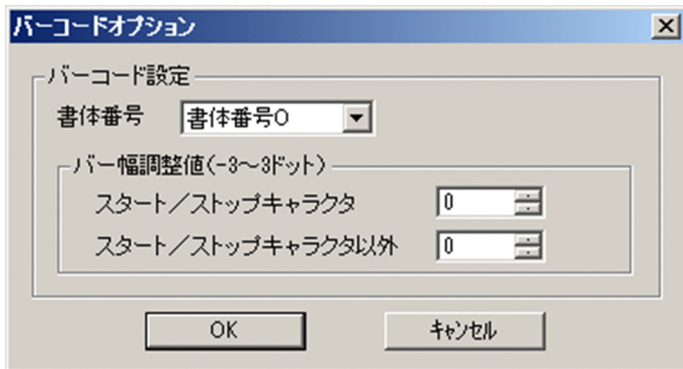 バーコードオプション
バーコード設定
書体番号 書体番号0
バー幅調整値(-3～3ドット)
スタート／ストップキャラクタ 0
スタート／ストップキャラクタ以外 0
OK キャンセル